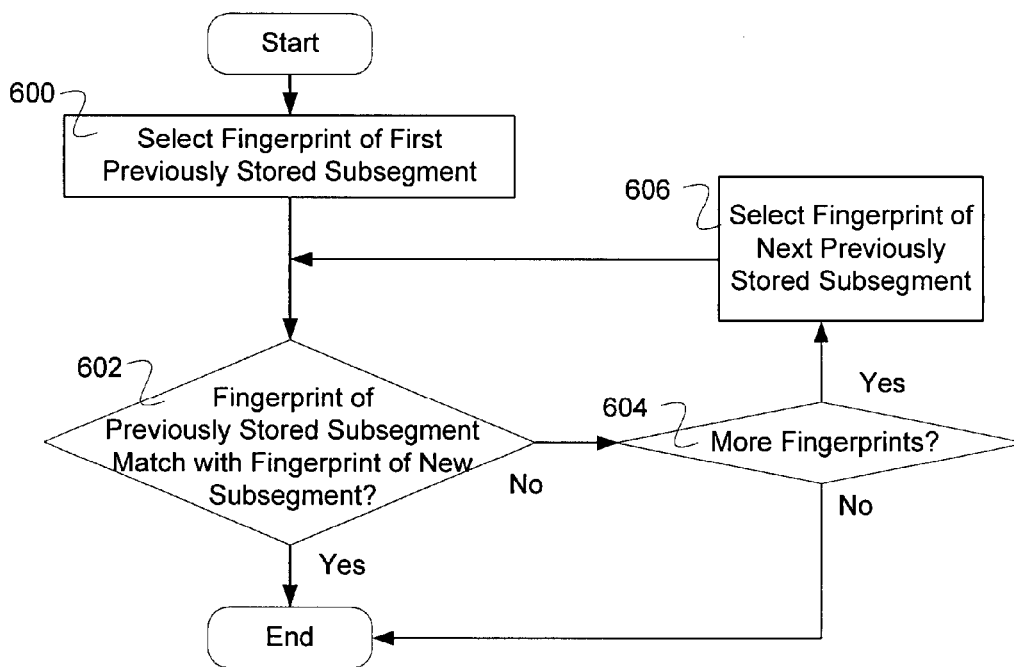 Start
600
Select Fingerprint of First
Previously Stored Subsegment
606
Select Fingerprint of
Next Previously
Stored Subsegment
602
Fingerprint of
Previously Stored Subsegment
Match with Fingerprint of New
Subsegment?
No
Yes
604
More Fingerprints?
Yes
No
End